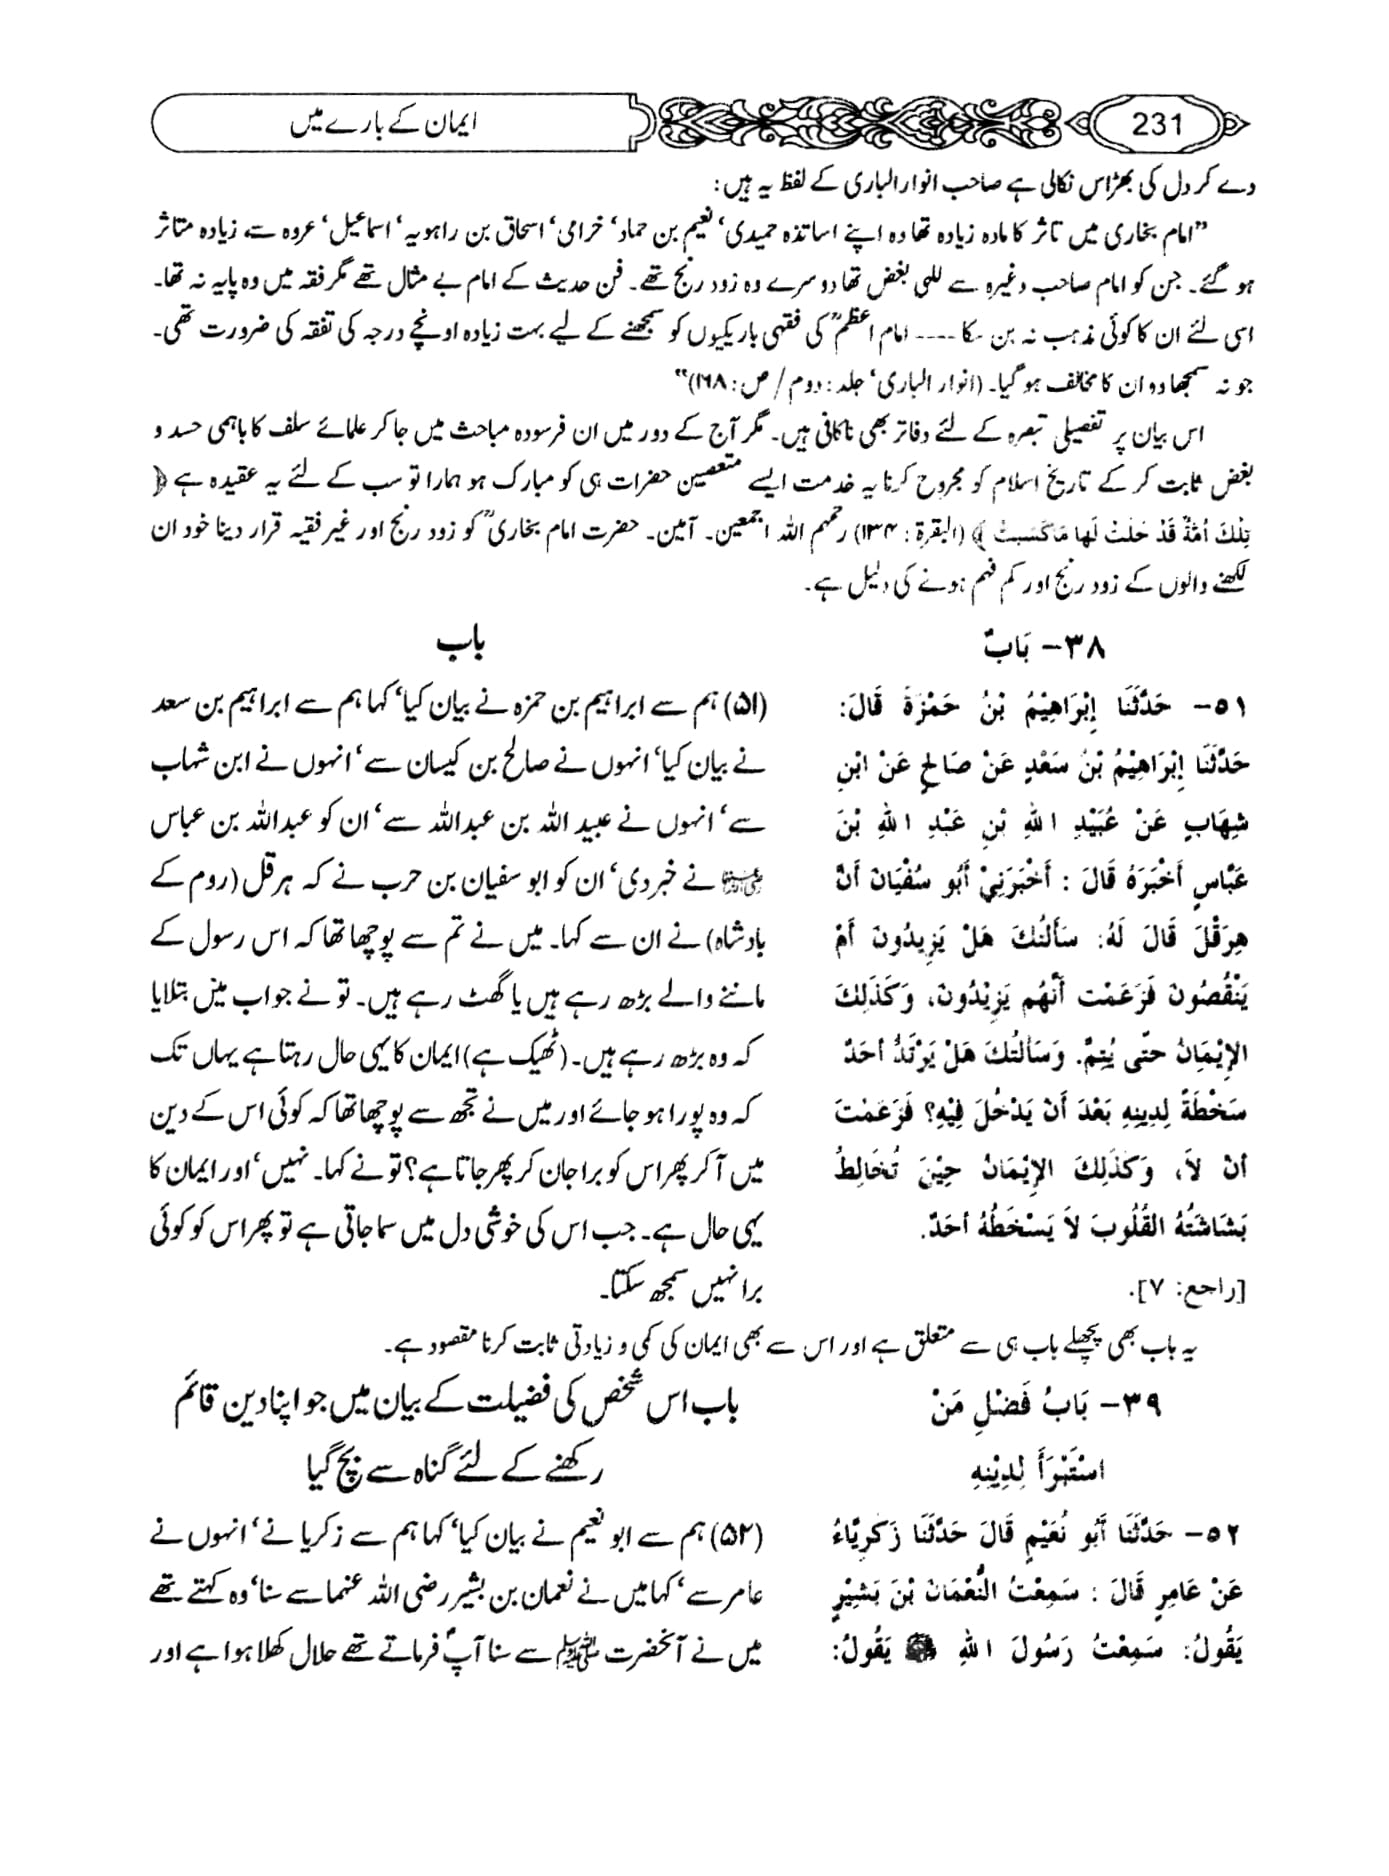 231
ایمان کے بارے میں
دے کر دل کی بھڑاس نکالی ہے صاحب انوار الباری کے لفظ یہ ہیں:
"امام بخاری میں تاثر کا مادہ زیادہ تھا وہ اپنے اساتذہ حمیدی' نعیم بن حماد' خرامی' اسحاق بن راہویہ' اسماعیل' عروہ سے زیادہ متاثر
ہو گئے۔ جن کو امام صاحب وغیرہ سے للہی بغض تھا دوسرے وہ زود رنج تھے۔ فن حدیث کے امام بے مثال تھے مگر فقہ میں وہ پایہ نہ تھا۔
اسی لئے ان کا کوئی مذہب نہ بن سکا ---- امام اعظمؒ کی فقہی باریکیوں کو سمجھنے کے لیے بہت زیادہ اونچے درجہ کی تفقہ کی ضرورت تھی۔
جو نہ سمجھا وہ ان کا مخالف ہو گیا۔ (انوار الباری' جلد : دوم / ص : ۱۶۸)"
اس بیان پر تفصیلی تبصرہ کے لئے دفاتر بھی ناکافی ہیں۔ مگر آج کے دور میں ان فرسودہ مباحث میں جا کر علمائے سلف کا باہمی حسد و
بغض ثابت کر کے تاریخ اسلام کو مجروح کرنا یہ خدمت ایسے متعصبین حضرات ہی کو مبارک ہو ہمارا تو سب کے لئے یہ عقیدہ ہے ﴿
تِلْكَ أُمَّةٌ قَدْ خَلَتْ لَهَا مَا كَسَبَتْ ﴾ (البقرۃ : ۱۳۴) رحمہم اللہ اجمعین۔ آمین۔ حضرت امام بخاریؒ کو زود رنج اور غیر فقیہ قرار دینا خود ان
لکھنے والوں کے زود رنج اور کم فہم ہونے کی دلیل ہے۔
۳۸- بَابٌ
۵۱- حَدَّثَنَا إِبْرَاهِيْمُ بْنُ حَمْزَةَ قَالَ:
حَدَّثَنَا إِبْرَاهِيْمُ بْنُ سَعْدٍ عَنْ صَالِحٍ عَنْ ابْنِ
شِهَابٍ عَنْ عُبَيْدِ اللهِ بْنِ عَبْدِ اللهِ بْنَ
عَبَّاسٍ أَخْبَرَهُ قَالَ : أَخْبَرَنِيْ أَبُو سُفْيَانَ أَنَّ
هِرَقْلَ قَالَ لَهُ: سَأَلْتُكَ هَلْ يَزِيدُونَ أَمْ
يَنْقُصُونَ فَزَعَمْتَ أَنَّهُم يَزِيْدُونَ، وَكَذَلِكَ
الإِيْمَانُ حتّى يُتِمَّ. وَسَأَلْتُكَ هَلْ يَرْتَدُّ أحَدٌ
سَخْطَةً لِدِينِهِ بَعْدَ أَنْ يَدْخُلَ فِيْهِ؟ فَزَعَمْتَ
أنْ لاَ، وَكَذَلِكَ الإِيْمَانُ حِيْنَ تُخَالِطُ
بَشَاشَتُهُ القُلُوبَ لاَ يَسْخَطُهُ أحَدٌ.
[راجع: ۷].
باب
(۵۱) ہم سے ابراہیم بن حمزہ نے بیان کیا' کہا ہم سے ابراہیم بن سعد
نے بیان کیا' انہوں نے صالح بن کیسان سے' انہوں نے ابن شہاب
سے' انہوں نے عبید اللہ بن عبداللہ سے' ان کو عبداللہ بن عباس
رضی اللہ عنہما نے خبر دی' ان کو ابو سفیان بن حرب نے کہ ہرقل (روم کے
بادشاہ) نے ان سے کہا۔ میں نے تم سے پوچھا تھا کہ اس رسول کے
ماننے والے بڑھ رہے ہیں یا گھٹ رہے ہیں۔ تو نے جواب میں بتلایا
کہ وہ بڑھ رہے ہیں۔ (ٹھیک ہے) ایمان کا یہی حال رہتا ہے یہاں تک
کہ وہ پورا ہو جائے اور میں نے تجھ سے پوچھا تھا کہ کوئی اس کے دین
میں آکر پھر اس کو برا جان کر پھر جاتا ہے؟ تو نے کہا۔ نہیں' اور ایمان کا
یہی حال ہے۔ جب اس کی خوشی دل میں سما جاتی ہے تو پھر اس کو کوئی
برا نہیں سمجھ سکتا۔
یہ باب بھی پچھلے باب ہی سے متعلق ہے اور اس سے بھی ایمان کی کمی و زیادتی ثابت کرنا مقصود ہے۔
۳۹- بَابُ فَضْلِ مَنْ
اسْتَبْرَأَ لِدِيْنِهِ
۵۲- حَدَّثَنَا أَبُو نُعَيْمٍ قَالَ حَدَّثَنَا زَكَرِيَّاءُ
عَنْ عَامِرٍ قَالَ : سَمِعْتُ النُّعْمَانَ بْنَ بَشِيْرٍ
يَقُولُ: سَمِعْتُ رَسُولَ اللهِ ﷺ يَقُولُ:
باب اس شخص کی فضیلت کے بیان میں جو اپنا دین قائم
رکھنے کے لئے گناہ سے بچ گیا
(۵۲) ہم سے ابو نعیم نے بیان کیا' کہا ہم سے زکریا نے' انہوں نے
عامر سے' کہا میں نے نعمان بن بشیر رضی اللہ عنہما سے سنا' وہ کہتے تھے
میں نے آنحضرت ﷺ سے سنا آپؐ فرماتے تھے حلال کھلا ہوا ہے اور